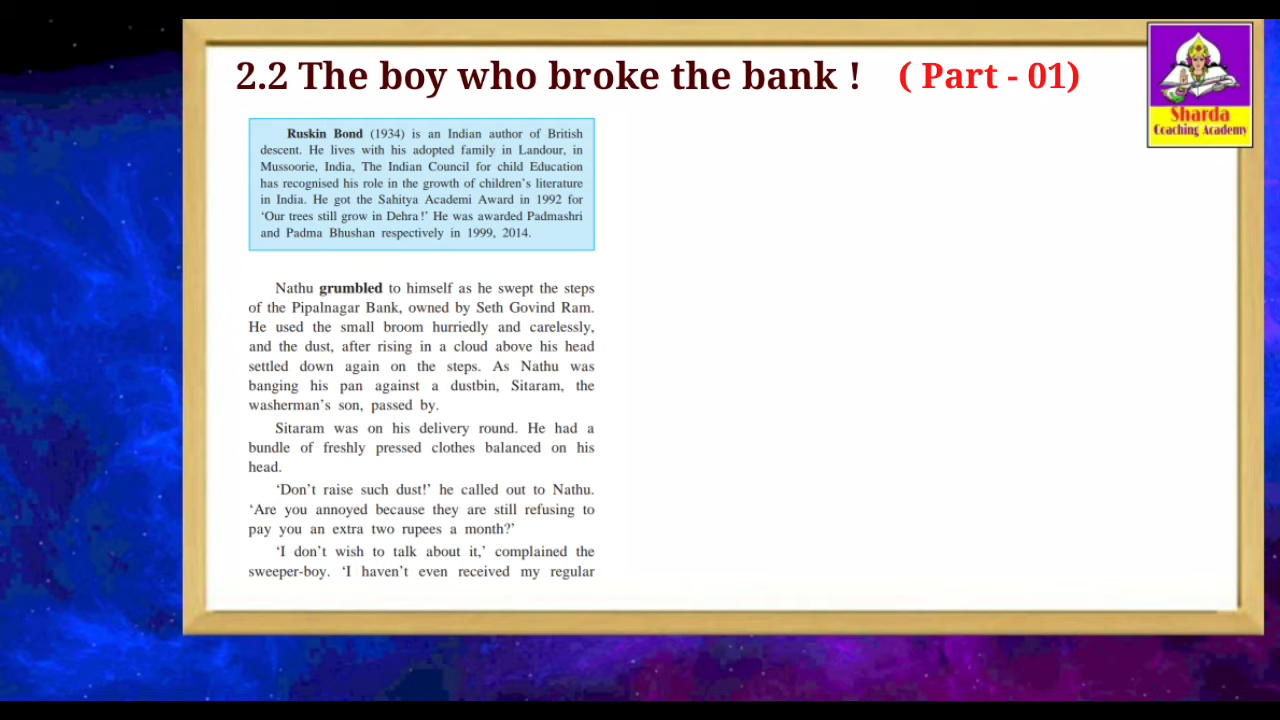 2.2 The boy who broke the bank ! ( Part - 01)
Sharda
Coaching Academy
Ruskin Bond (1934) is an Indian author of British
descent. He lives with his adopted family in Landour, in
Mussoorie, India, The Indian Council for child Education
has recognised his role in the growth of children's literature
in India. He got the Sahitya Academi Award in 1992 for
'Our trees still grow in Dehra!' He was awarded Padmashri
and Padma Bhushan respectively in 1999, 2014.
Nathu grumbled to himself as he swept the steps
of the Pipalnagar Bank, owned by Seth Govind Ram.
He used the small broom hurriedly and carelessly,
and the dust, after rising in a cloud above his head
settled down again on the steps. As Nathu was
banging his pan against a dustbin, Sitaram, the
washerman's son, passed by.
Sitaram was on his delivery round. He had a
bundle of freshly pressed clothes balanced on his
head.
'Don't raise such dust!' he called out to Nathu.
'Are you annoyed because they are still refusing to
pay you an extra two rupees a month?'
'I don't wish to talk about it,' complained the
sweeper-boy. 'I haven't even received my regular